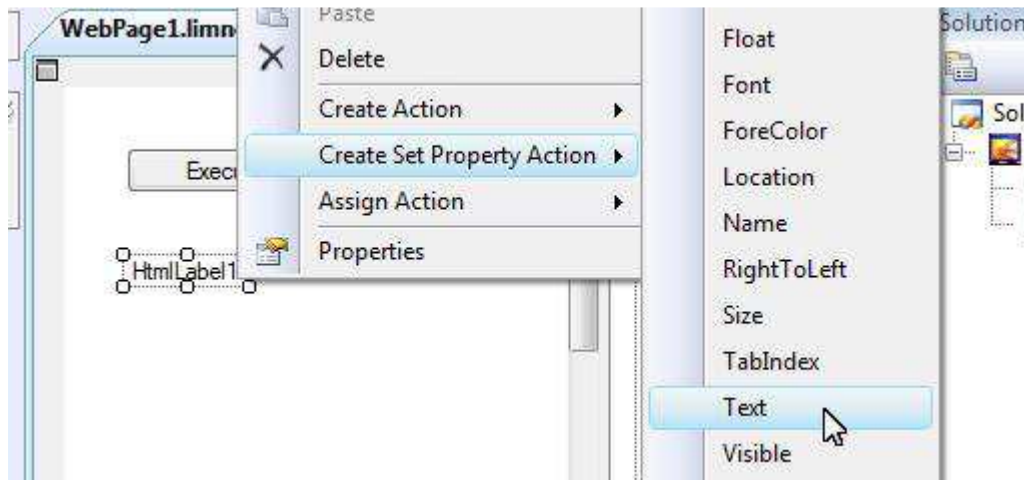 WebPage1.limn
Paste
Delete
Create Action
Create Set Property Action
Assign Action
Properties
Execu
HtmlLabel1
Float
Font
ForeColor
Location
Name
RightToLeft
Size
TabIndex
Text
Visible
Solution
Sol